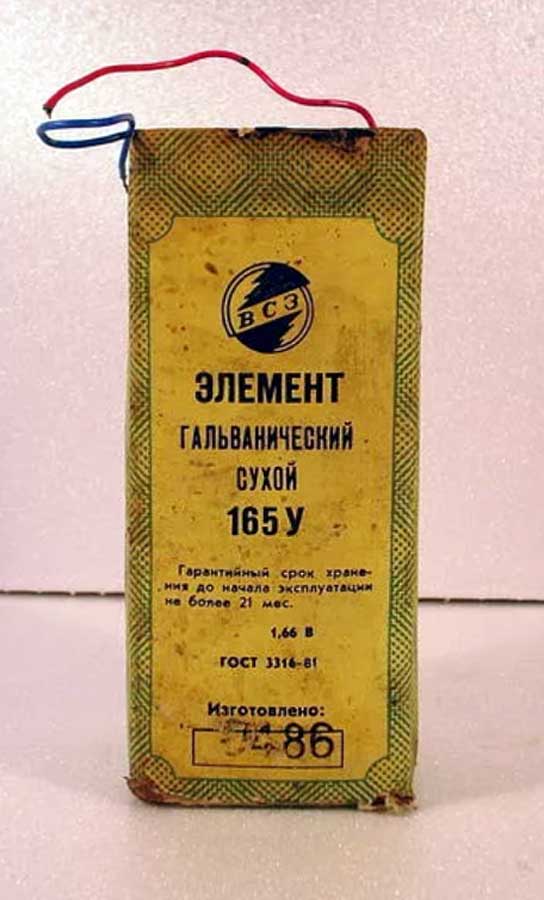 ВСЗ
ЭЛЕМЕНТ
ГАЛЬВАНИЧЕСКИЙ
СУХОЙ
165 У
Гарантийный срок хране-
ния до начала эксплуатации
не более 21 мес.
1,66 В
ГОСТ 3316-81
Изготовлено:
86